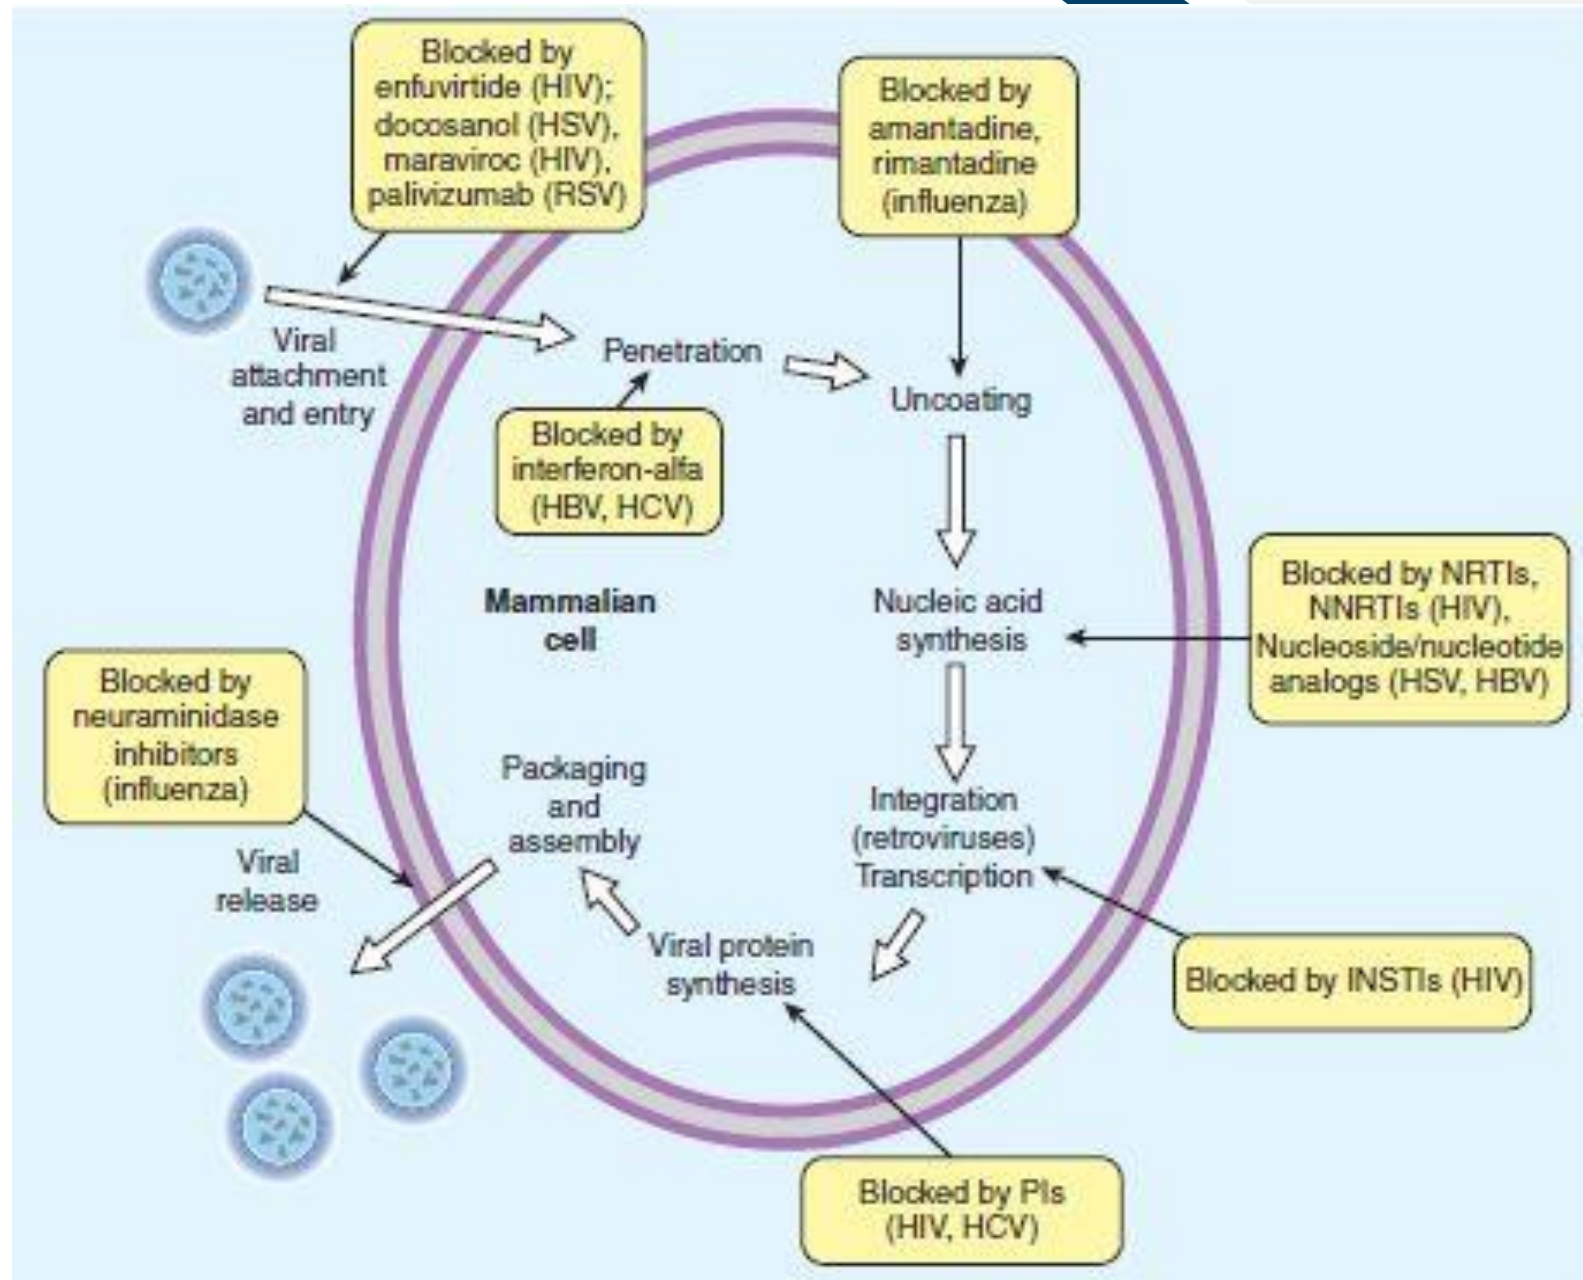 Blocked by
enfuvirtide (HIV);
docosanol (HSV),
maraviroc (HIV),
palivizumab (RSV)
Blocked by
amantadine,
rimantadine
(influenza)
Viral
attachment
and entry
Penetration
Uncoating
Blocked by
interferon-alfa
(HBV, HCV)
Mammalian
cell
Nucleic acid
synthesis
Blocked by NRTIs,
NNRTIs (HIV),
Nucleoside/nucleotide
analogs (HSV, HBV)
Blocked by
neuraminidase
inhibitors
(influenza)
Packaging
and
assembly
Integration
(retroviruses)
Transcription
Viral
release
Viral protein
synthesis
Blocked by INSTIs (HIV)
Blocked by PIs
(HIV, HCV)